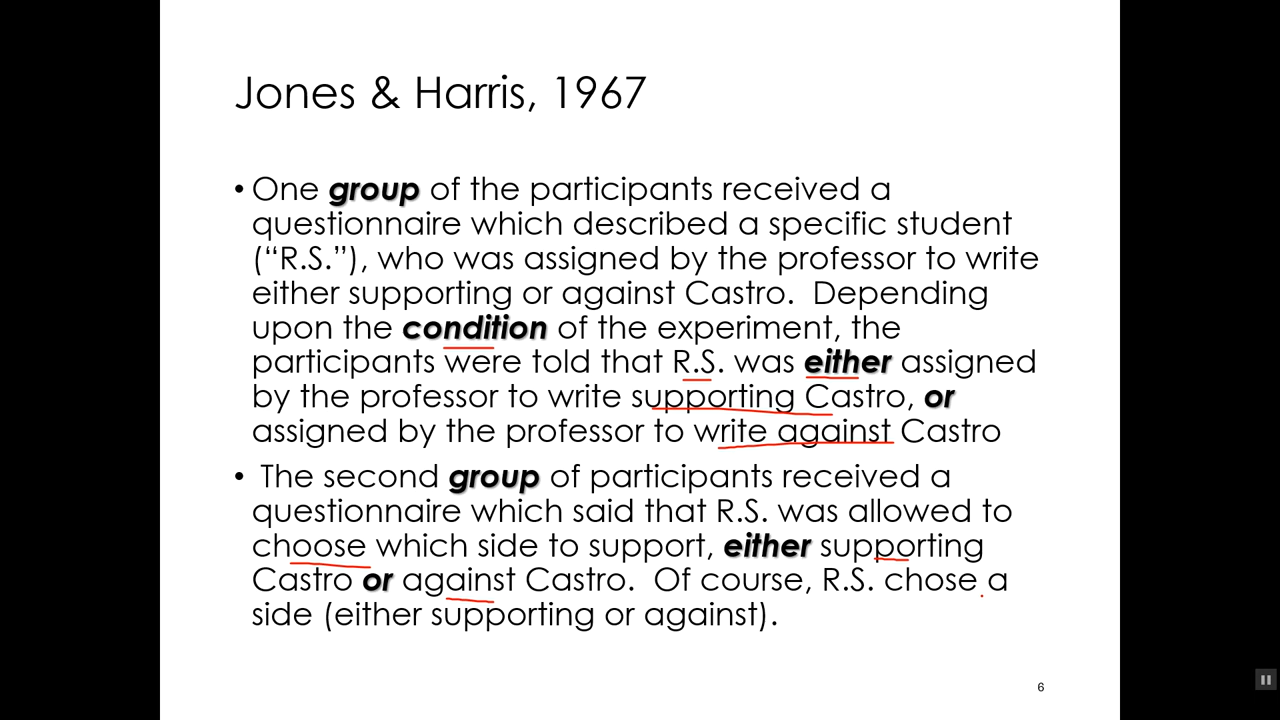 Jones & Harris, 1967
• One group of the participants received a
questionnaire which described a specific student
(“R.S.”), who was assigned by the professor to write
either supporting or against Castro.  Depending
upon the condition of the experiment, the
participants were told that R.S. was either assigned
by the professor to write supporting Castro, or
assigned by the professor to write against Castro
•  The second group of participants received a
questionnaire which said that R.S. was allowed to
choose which side to support, either supporting
Castro or against Castro.  Of course, R.S. chose a
side (either supporting or against).
6